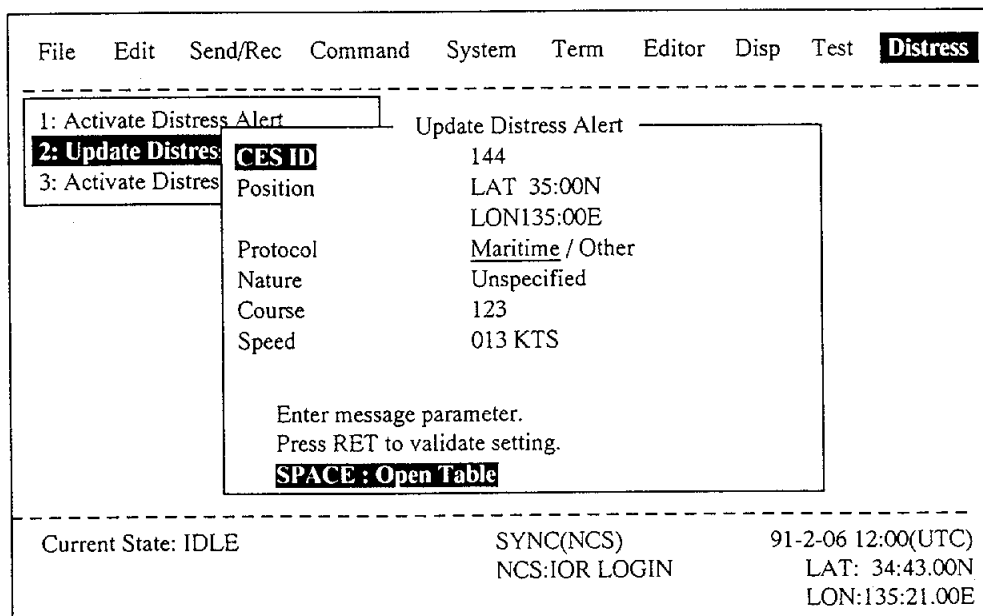 File Edit Send/Rec Command System Term Editor Disp Test Distress
1: Activate Distress Alert
2: Update Distres
3: Activate Distres
Update Distress Alert
CES ID 144
Position LAT 35:00N
LON135:00E
Protocol Maritime / Other
Nature Unspecified
Course 123
Speed 013 KTS
Enter message parameter.
Press RET to validate setting.
SPACE : Open Table
Current State: IDLE SYNC(NCS) 91-2-06 12:00(UTC)
NCS:IOR LOGIN LAT: 34:43.00N
LON:135:21.00E